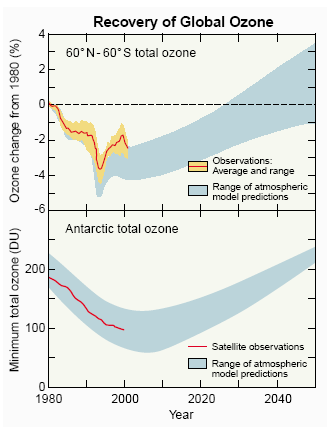 Recovery of Global Ozone
60°N-60°S total ozone
Ozone change from 1980 (%)
4
2
0
-2
-4
-6
Observations:
Average and range
Range of atmospheric
model predictions
Antarctic total ozone
Minimum total ozone (DU)
200
100
0
Satellite observations
Range of atmospheric
model predictions
1980
2000
2020
2040
Year